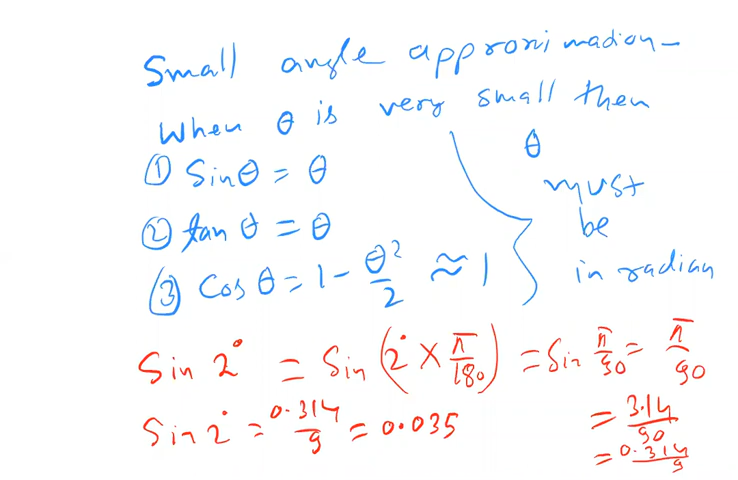 Small angle approximation -
When θ is very small then
① Sinθ = θ
② tan θ = θ
③ Cos θ = 1 - θ²/2 ≈ 1
θ
must
be
in radian
Sin 2° = Sin (2° × π/180) = Sin π/90 = π/90
= 3.14/90
= 0.314/9
Sin 2° = 0.314/9 = 0.035